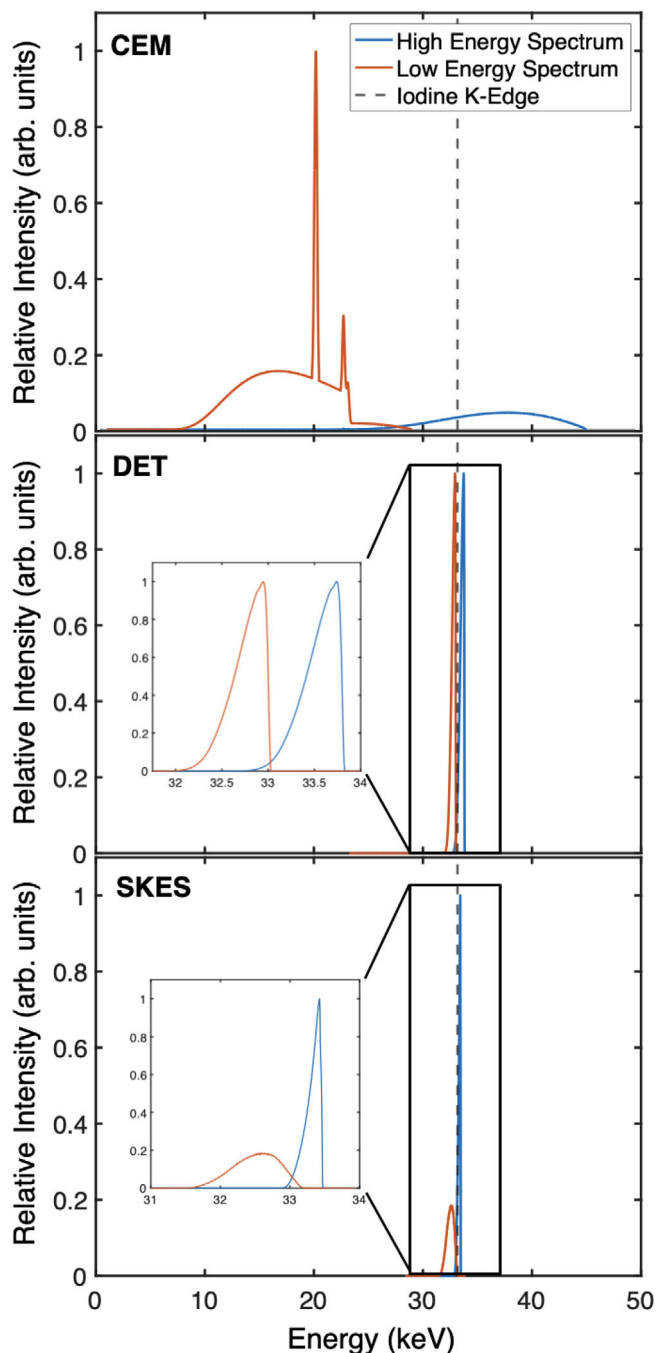 CEM
High Energy Spectrum
Low Energy Spectrum
Iodine K-Edge
Relative Intensity (arb. units)
1
0.8
0.6
0.4
0.2
0
DET
Relative Intensity (arb. units)
1
0.8
0.6
0.4
0.2
0
1
0.8
0.6
0.4
0.2
0
32 32.5 33 33.5 34
SKES
Relative Intensity (arb. units)
1
0.8
0.6
0.4
0.2
0
1
0.8
0.6
0.4
0.2
0
31 32 33 34
0 10 20 30 40 50
Energy (keV)